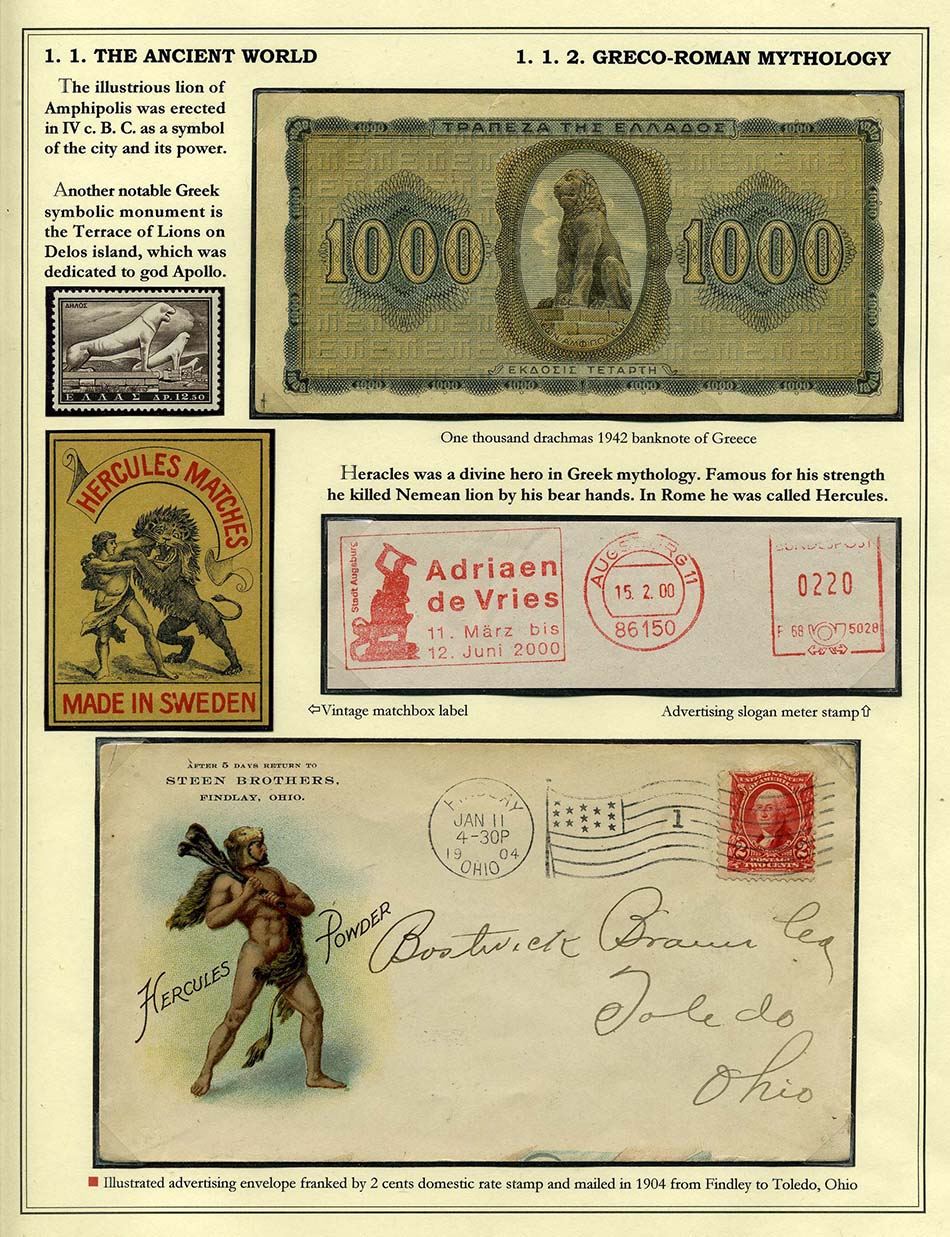 1. 1. THE ANCIENT WORLD
1. 1. 2. GRECO-ROMAN MYTHOLOGY
The illustrious lion of
Amphipolis was erected
in IV c. B. C. as a symbol
of the city and its power.
Another notable Greek
symbolic monument is
the Terrace of Lions on
Delos island, which was
dedicated to god Apollo.
1000 1000
ΤΡΑΠΕΖΑ ΤΗΣ ΕΛΛΑΔΟΣ
1000 1000
ΕΚΔΟΣΙΣ ΤΕΤΑΡΤΗ
1000 1000 1000 1000
ΔΗΛΟΣ
ΕΛΛΑΣ ΔΡ. 12.50
One thousand drachmas 1942 banknote of Greece
HERCULES MATCHES
MADE IN SWEDEN
Heracles was a divine hero in Greek mythology. Famous for his strength
he killed Nemean lion by his bear hands. In Rome he was called Hercules.
Stadt Augsburg
Adriaen
de Vries
11. März bis
12. Juni 2000
AUGSBURG 11
15. 2. 00
86150
BUNDESPOST
0220
F 68 5028
⇦Vintage matchbox label
Advertising slogan meter stamp⇧
AFTER 5 DAYS RETURN TO
STEEN BROTHERS,
FINDLAY, OHIO.
HERCULES POWDER
FINDLAY
JAN 11
4-30P
19 04
OHIO
1
UNITED STATES
OF AMERICA
2 2
POSTAGE
TWO CENTS
Bostwick Braun Co
Toledo
Ohio
Illustrated advertising envelope franked by 2 cents domestic rate stamp and mailed in 1904 from Findley to Toledo, Ohio